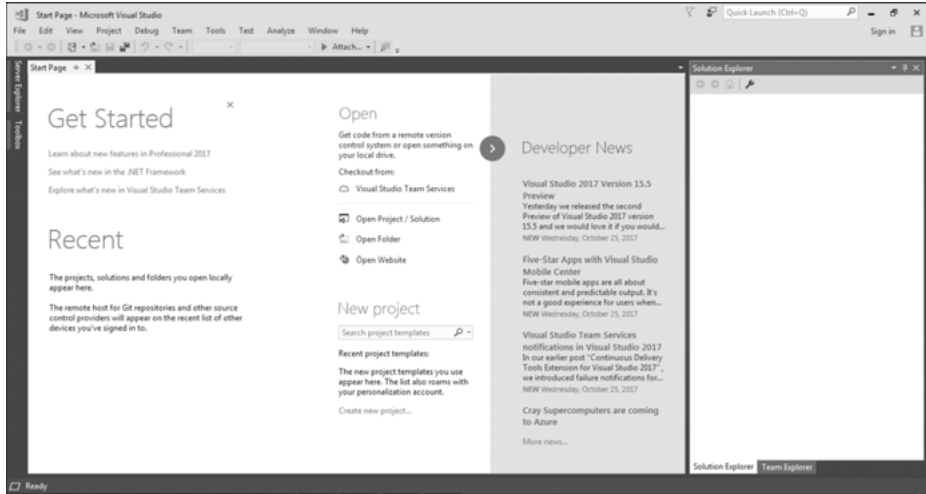 Start Page - Microsoft Visual Studio
Quick Launch (Ctrl+Q)
File Edit View Project Debug Team Tools Test Analyze Window Help
Sign in
Attach...
Server Explorer
Toolbox
Start Page
Get Started
Learn about new features in Professional 2017
See what's new in the .NET Framework
Explore what's new in Visual Studio Team Services
Recent
The projects, solutions and folders you open locally
appear here.
The remote host for Git repositories and other source
control providers will appear on the recent list of other
devices you've signed in to.
Open
Get code from a remote version
control system or open something on
your local drive.
Checkout from:
Visual Studio Team Services
Open Project / Solution
Open Folder
Open Website
New project
Search project templates
Recent project templates:
The new project templates you use
appear here. The list also roams with
your personalization account.
Create new project...
Developer News
Visual Studio 2017 Version 15.5
Preview
Yesterday we released the second
Preview of Visual Studio 2017 version
15.5 and we would love it if you would...
NEW Wednesday, October 25, 2017
Five-Star Apps with Visual Studio
Mobile Center
Five-star mobile apps are all about
consistent and predictable output. It's
not a good experience for users when...
NEW Wednesday, October 25, 2017
Visual Studio Team Services
notifications in Visual Studio 2017
In our earlier post "Continuous Delivery
Tools Extension for Visual Studio 2017" ,
we introduced failure notifications for...
NEW Wednesday, October 25, 2017
Cray Supercomputers are coming
to Azure
More news...
Solution Explorer
Solution Explorer Team Explorer
Ready